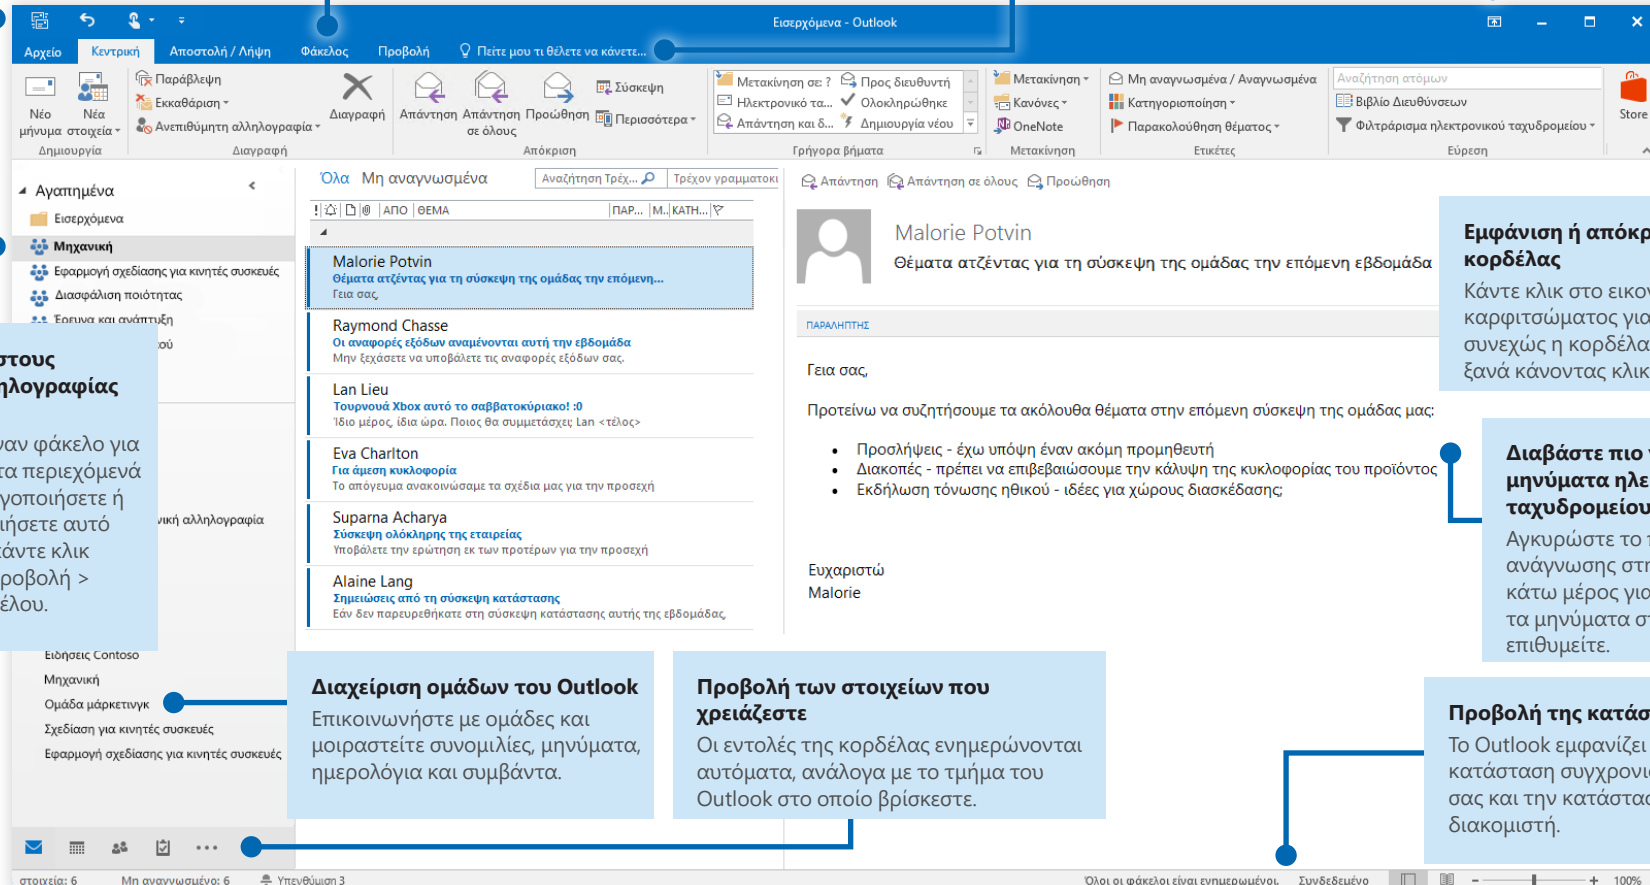 Εισερχόμενα - Outlook
Αρχείο Κεντρική Αποστολή / Λήψη Φάκελος Προβολή Πείτε μου τι θέλετε να κάνετε...
Νέο μήνυμα
Νέα στοιχεία
Δημιουργία
Παράβλεψη
Εκκαθάριση
Ανεπιθύμητη αλληλογραφία
Διαγραφή
Διαγραφή
Απάντηση
Απάντηση σε όλους
Προώθηση
Σύσκεψη
Περισσότερα
Απόκριση
Μετακίνηση σε: ?
Ηλεκτρονικό τα...
Απάντηση και δ...
Προς διευθυντή
Ολοκληρώθηκε
Δημιουργία νέου
Γρήγορα βήματα
Μετακίνηση
Κανόνες
OneNote
Μετακίνηση
Μη αναγνωσμένα / Αναγνωσμένα
Κατηγοριοποίηση
Παρακολούθηση θέματος
Ετικέτες
Αναζήτηση ατόμων
Βιβλίο Διευθύνσεων
Φιλτράρισμα ηλεκτρονικού ταχυδρομείου
Εύρεση
Store
Αγαπημένα
Εισερχόμενα
Μηχανική
Εφαρμογή σχεδίασης για κινητές συσκευές
Διασφάλιση ποιότητας
Έρευνα και ανάπτυξη
ού
στους
ηλογραφίας
ναν φάκελο για
τα περιεχόμενά
γοποιήσετε ή
ιήσετε αυτό
κάντε κλικ
ροβολή >
έλου.
νική αλληλογραφία
Ειδήσεις Contoso
Μηχανική
Ομάδα μάρκετινγκ
Σχεδίαση για κινητές συσκευές
Εφαρμογή σχεδίασης για κινητές συσκευές
Όλα Μη αναγνωσμένα
Αναζήτηση Τρέχ... Τρέχον γραμματοκι
! ΑΠΟ ΘΕΜΑ ΠΑΡ... Μ.. ΚΑΤΗ...
Malorie Potvin
Θέματα ατζέντας για τη σύσκεψη της ομάδας την επόμενη...
Γεια σας,
Raymond Chasse
Οι αναφορές εξόδων αναμένονται αυτή την εβδομάδα
Μην ξεχάσετε να υποβάλετε τις αναφορές εξόδων σας.
Lan Lieu
Τουρνουά Xbox αυτό το σαββατοκύριακο! :0
Ίδιο μέρος, ίδια ώρα. Ποιος θα συμμετάσχει; Lan <τέλος>
Eva Charlton
Για άμεση κυκλοφορία
Το απόγευμα ανακοινώσαμε τα σχέδια μας για την προσεχή
Suparna Acharya
Σύσκεψη ολόκληρης της εταιρείας
Υποβάλετε την ερώτηση εκ των προτέρων για την προσεχή
Alaine Lang
Σημειώσεις από τη σύσκεψη κατάστασης
Εάν δεν παρευρεθήκατε στη σύσκεψη κατάστασης αυτής της εβδομάδας,
Απάντηση Απάντηση σε όλους Προώθηση
Malorie Potvin
Θέματα ατζέντας για τη σύσκεψη της ομάδας την επόμενη εβδομάδα
ΠΑΡΑΛΗΠΤΗΣ
Γεια σας,
Προτείνω να συζητήσουμε τα ακόλουθα θέματα στην επόμενη σύσκεψη της ομάδας μας:
• Προσλήψεις - έχω υπόψη έναν ακόμη προμηθευτή
• Διακοπές - πρέπει να επιβεβαιώσουμε την κάλυψη της κυκλοφορίας του προϊόντος
• Εκδήλωση τόνωσης ηθικού - ιδέες για χώρους διασκέδασης;
Ευχαριστώ
Malorie
Εμφάνιση ή απόκρ
κορδέλας
Κάντε κλικ στο εικον
καρφιτσώματος για
συνεχώς η κορδέλα
ξανά κάνοντας κλικ
Διαβάστε πιο
μηνύματα ηλε
ταχυδρομείου
Αγκυρώστε το
ανάγνωσης στη
κάτω μέρος για
τα μηνύματα στ
επιθυμείτε.
Διαχείριση ομάδων του Outlook
Επικοινωνήστε με ομάδες και
μοιραστείτε συνομιλίες, μηνύματα,
ημερολόγια και συμβάντα.
Προβολή των στοιχείων που
χρειάζεστε
Οι εντολές της κορδέλας ενημερώνονται
αυτόματα, ανάλογα με το τμήμα του
Outlook στο οποίο βρίσκεστε.
Προβολή της κατάσ
Το Outlook εμφανίζει
κατάσταση συγχρονισ
σας και την κατάστασ
διακομιστή.
στοιχεία: 6 Μη αναγνωσμένο: 6 Υπενθύμιση 3 Όλοι οι φάκελοι είναι ενημερωμένοι. Συνδεδεμένο 100%